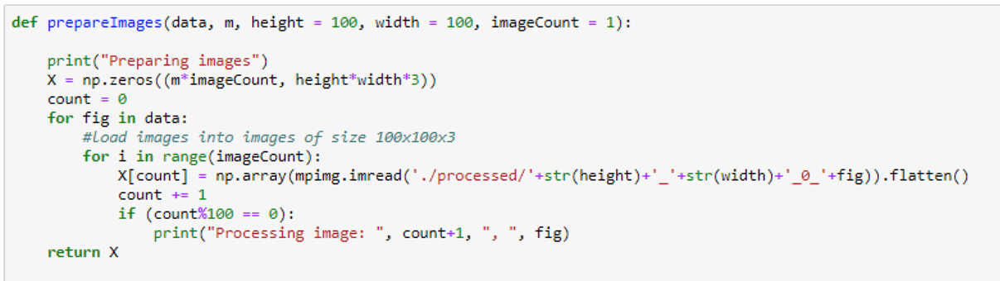 def prepareImages(data, m, height = 100, width = 100, imageCount = 1):
    print("Preparing images")
    X = np.zeros((m*imageCount, height*width*3))
    count = 0
    for fig in data:
        #load images into images of size 100x100x3
        for i in range(imageCount):
            X[count] = np.array(mpimg.imread('./processed/'+str(height)+'_'+str(width)+'_0_'+fig)).flatten()
            count += 1
            if (count%100 == 0):
                print("Processing image: ", count+1, ", ", fig)
    return X